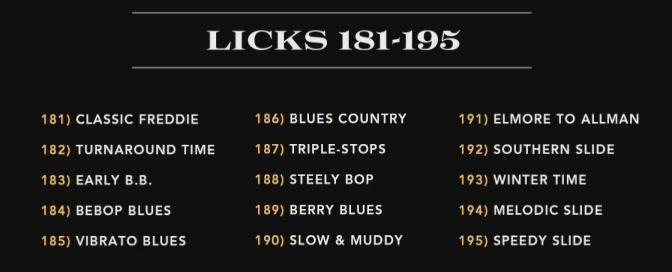 LICKS 181-195
181) CLASSIC FREDDIE
182) TURNAROUND TIME
183) EARLY B.B.
184) BEBOP BLUES
185) VIBRATO BLUES
186) BLUES COUNTRY
187) TRIPLE-STOPS
188) STEELY BOP
189) BERRY BLUES
190) SLOW & MUDDY
191) ELMORE TO ALLMAN
192) SOUTHERN SLIDE
193) WINTER TIME
194) MELODIC SLIDE
195) SPEEDY SLIDE